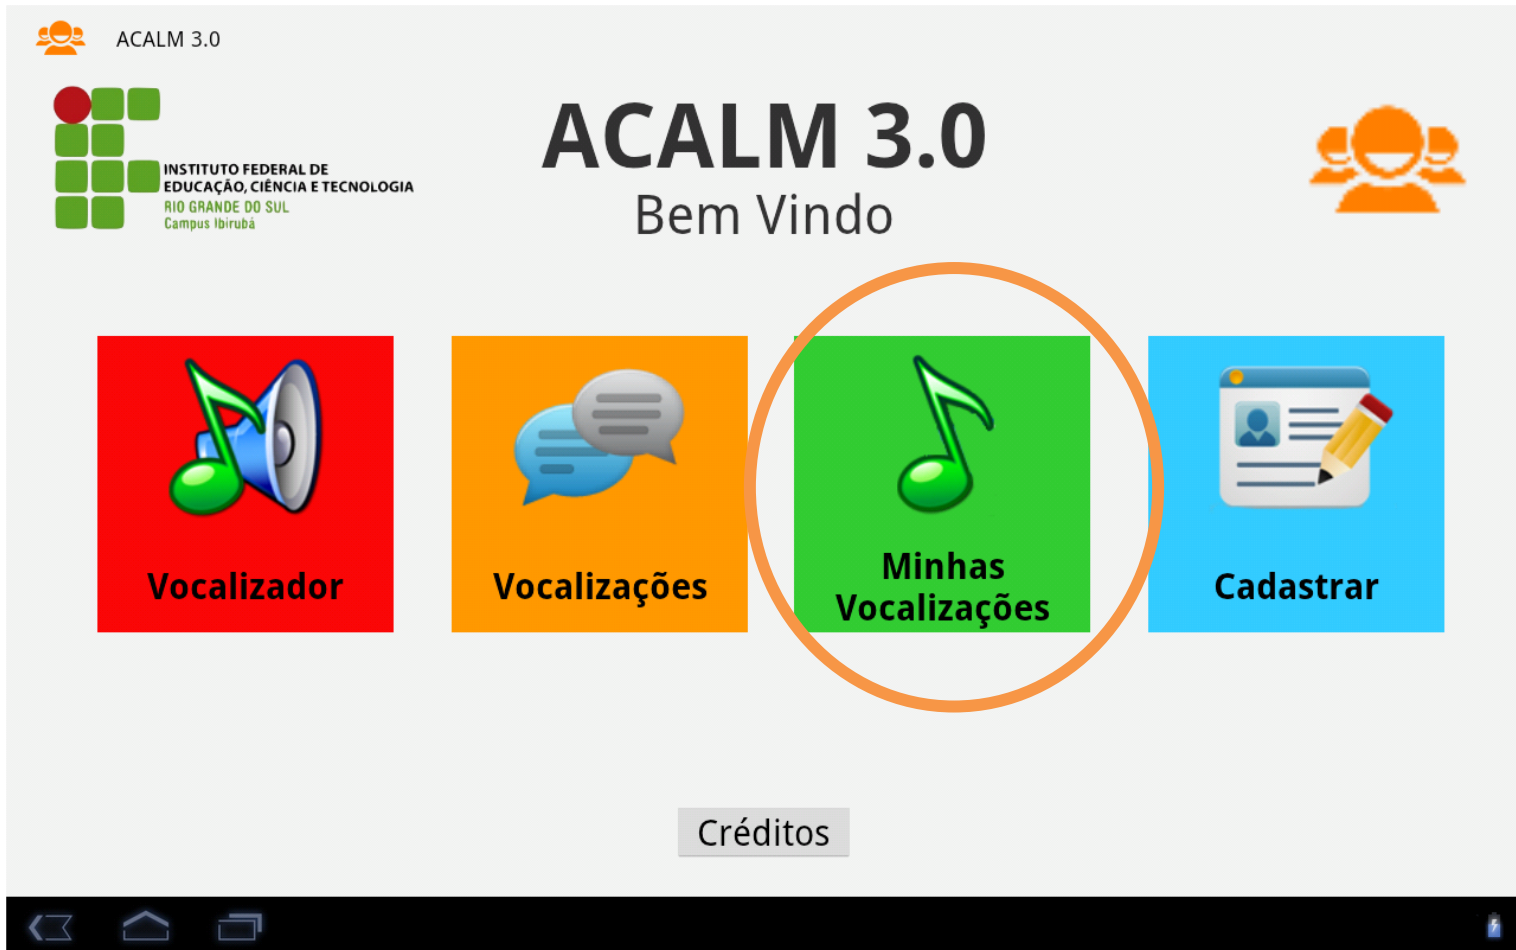 ACALM 3.0
INSTITUTO FEDERAL DE
EDUCAÇÃO, CIÊNCIA E TECNOLOGIA
RIO GRANDE DO SUL
Campus Ibirubá
ACALM 3.0
Bem Vindo
Vocalizador
Vocalizações
Minhas
Vocalizações
Cadastrar
Créditos